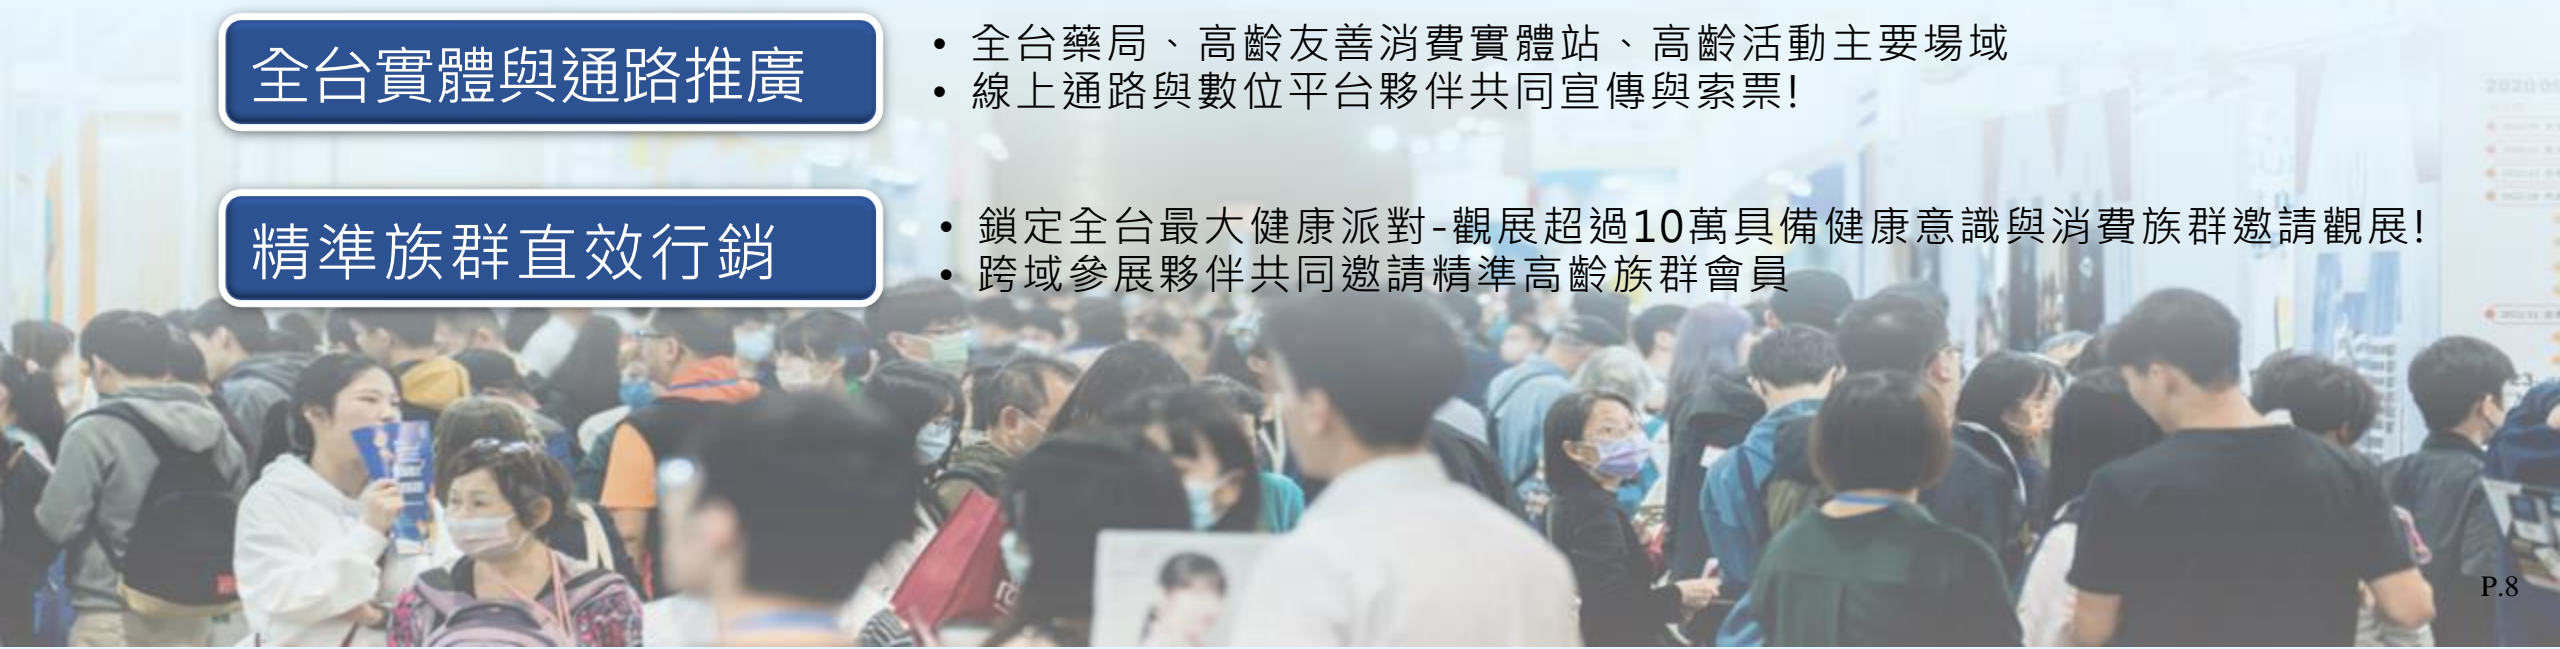 全台實體與通路推廣
• 全台藥局、高齡友善消費實體站、高齡活動主要場域
• 線上通路與數位平台夥伴共同宣傳與索票!
精準族群直效行銷
• 鎖定全台最大健康派對-觀展超過10萬具備健康意識與消費族群邀請觀展!
• 跨域參展夥伴共同邀請精準高齡族群會員
P.8